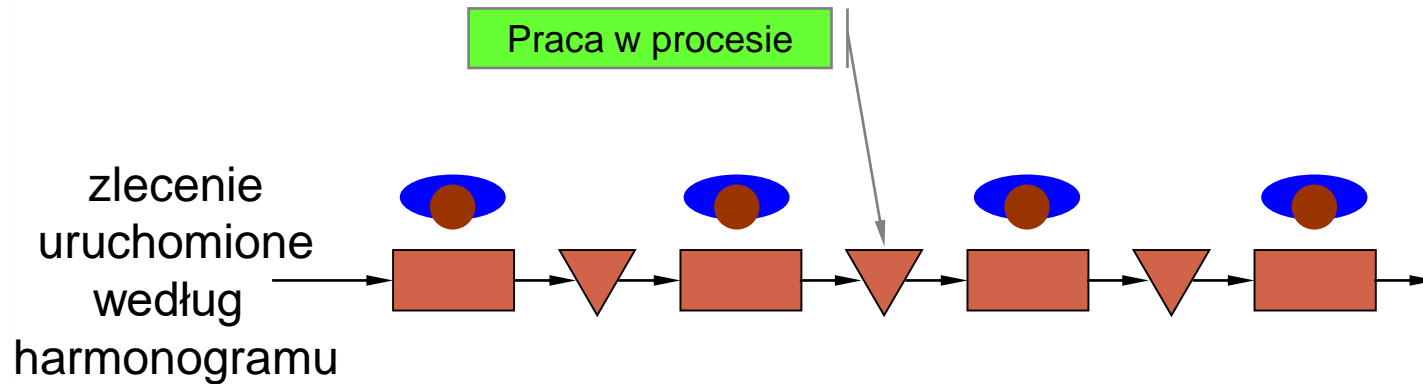 Praca w procesie
zlecenie
uruchomione
według
harmonogramu